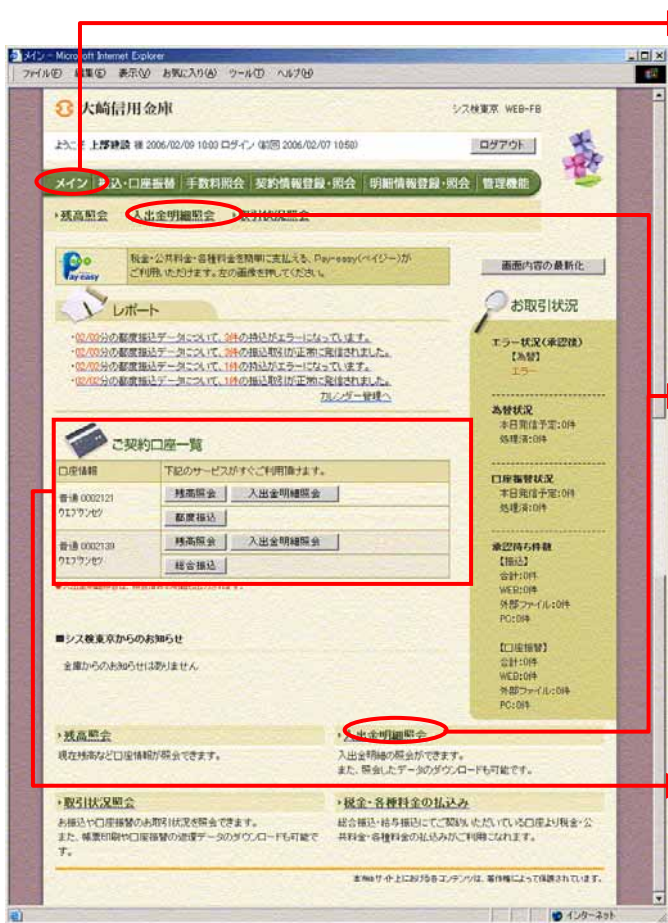 メイン - Microsoft Internet Explorer
ファイル(F) 編集(E) 表示(V) お気に入り(A) ツール(T) ヘルプ(H)
大崎信用金庫
シス検東京 WEB-FB
ようこそ 上部建設 様 2006/02/09 10:00 ログイン (前回 2006/02/07 10:50)
ログアウト
メイン 込・口座振替 手数料照会 契約情報登録・照会 明細情報登録・照会 管理機能
残高照会 入出金明細照会 取引状況照会
Pay-easy
税金・公共料金・各種料金を簡単に支払える、Pay-easy(ペイジー)が
ご利用いただけます。左の画像を押してください。
画面内容の最新化
レポート
・分の都度振込データについて、件の持込がエラーになっています。
・分の都度振込データについて、件の振込取引が正常に発信されました。
・分の都度振込データについて、件の持込がエラーになっています。
・02/02分の都度振込データについて、件の振込取引が正常に発信されました。
カレンダー管理へ
ご契約口座一覧
口座情報 下記のサービスがすぐご利用頂けます。
普通 0002121
ウエブケンセツ
残高照会 入出金明細照会
都度振込
普通 0002139
ウエブケンセツ
残高照会 入出金明細照会
総合振込
■シス検東京からのお知らせ
金庫からのお知らせはありません
お取引状況
エラー状況(承認後)
【為替】
エラー
為替状況
本日発信予定:0件
処理済:0件
口座振替状況
本日発信予定:0件
処理済:0件
承認待ち件数
【振込】
合計:0件
WEB:0件
外部ファイル:0件
PC:0件
【口座振替】
合計:0件
WEB:0件
外部ファイル:0件
PC:0件
残高照会
現在残高など口座情報が照会できます。
入出金明細照会
入出金明細の照会ができます。
また、照会したデータのダウンロードも可能です。
取引状況照会
お振込や口座振替のお取引状況を照会できます。
また、帳票印刷や口座振替の処理データのダウンロードも可能で
す。
税金・各種料金の払込み
総合振込・給与振込にてご契約いただいている口座より税金・公
共料金・各種料金の払込みがご利用になれます。
本Webサイト上における各コンテンツは、著作権によって保護されています。
インターネット